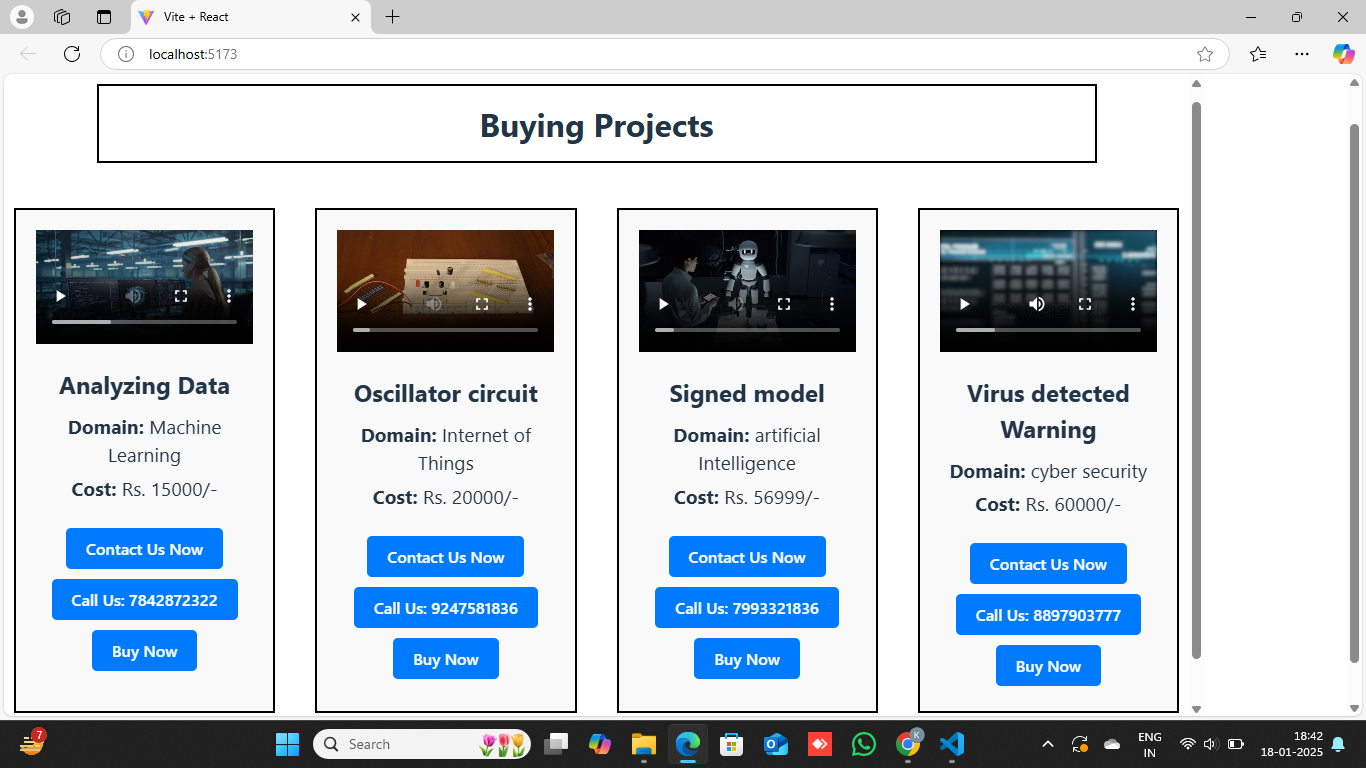 Vite + React
localhost:5173
Buying Projects
Analyzing Data
Domain: Machine
Learning
Cost: Rs. 15000/-
Contact Us Now
Call Us: 7842872322
Buy Now
Oscillator circuit
Domain: Internet of
Things
Cost: Rs. 20000/-
Contact Us Now
Call Us: 9247581836
Buy Now
Signed model
Domain: artificial
Intelligence
Cost: Rs. 56999/-
Contact Us Now
Call Us: 7993321836
Buy Now
Virus detected
Warning
Domain: cyber security
Cost: Rs. 60000/-
Contact Us Now
Call Us: 8897903777
Buy Now
7
Search
K
ENG
IN
18:42
18-01-2025